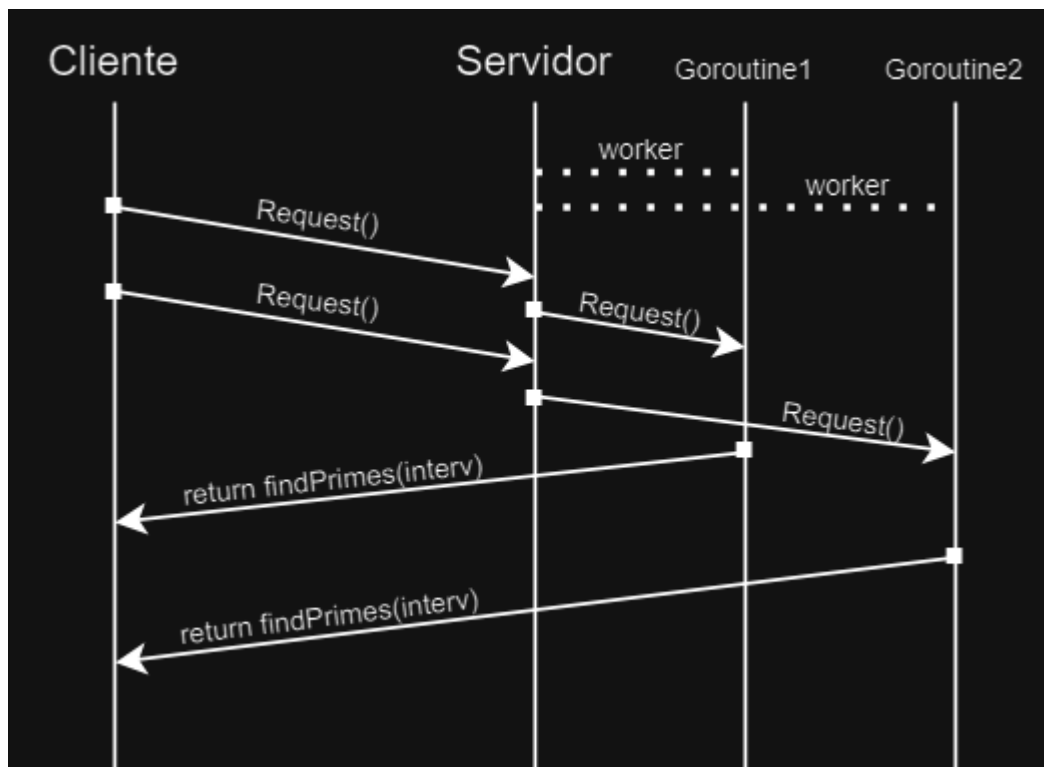 Cliente
Servidor
Goroutine1
Goroutine2
worker
worker
Request()
Request()
Request()
Request()
return findPrimes(interv)
return findPrimes(interv)